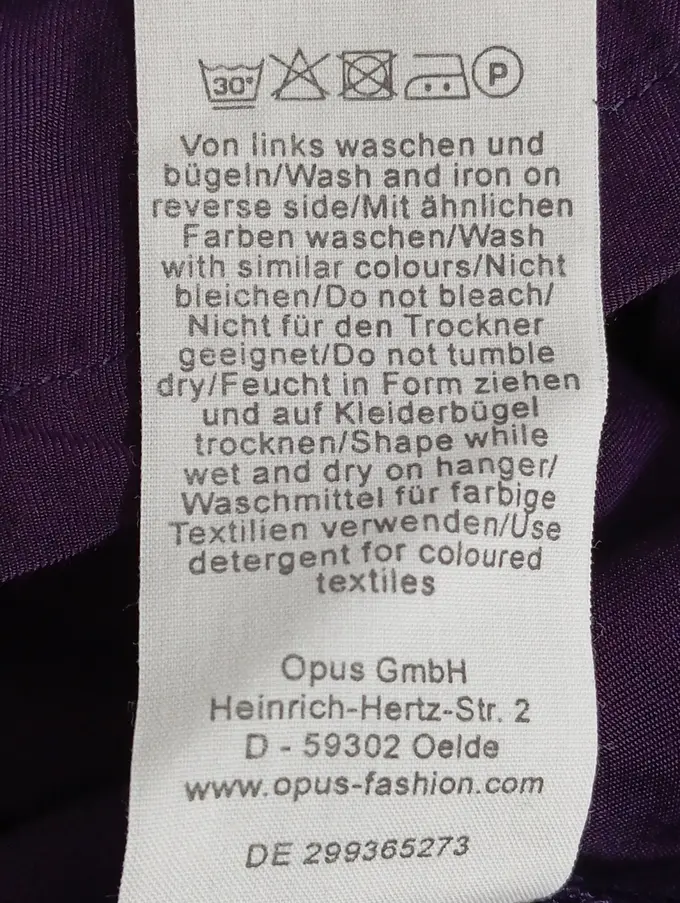 30° P
Von links waschen und
bügeln/Wash and iron on
reverse side/Mit ähnlichen
Farben waschen/Wash
with similar colours/Nicht
bleichen/Do not bleach/
Nicht für den Trockner
geeignet/Do not tumble
dry/Feucht in Form ziehen
und auf Kleiderbügel
trocknen/Shape while
wet and dry on hanger/
Waschmittel für farbige
Textilien verwenden/Use
detergent for coloured
textiles
Opus GmbH
Heinrich-Hertz-Str. 2
D - 59302 Oelde
www.opus-fashion.com
DE 299365273